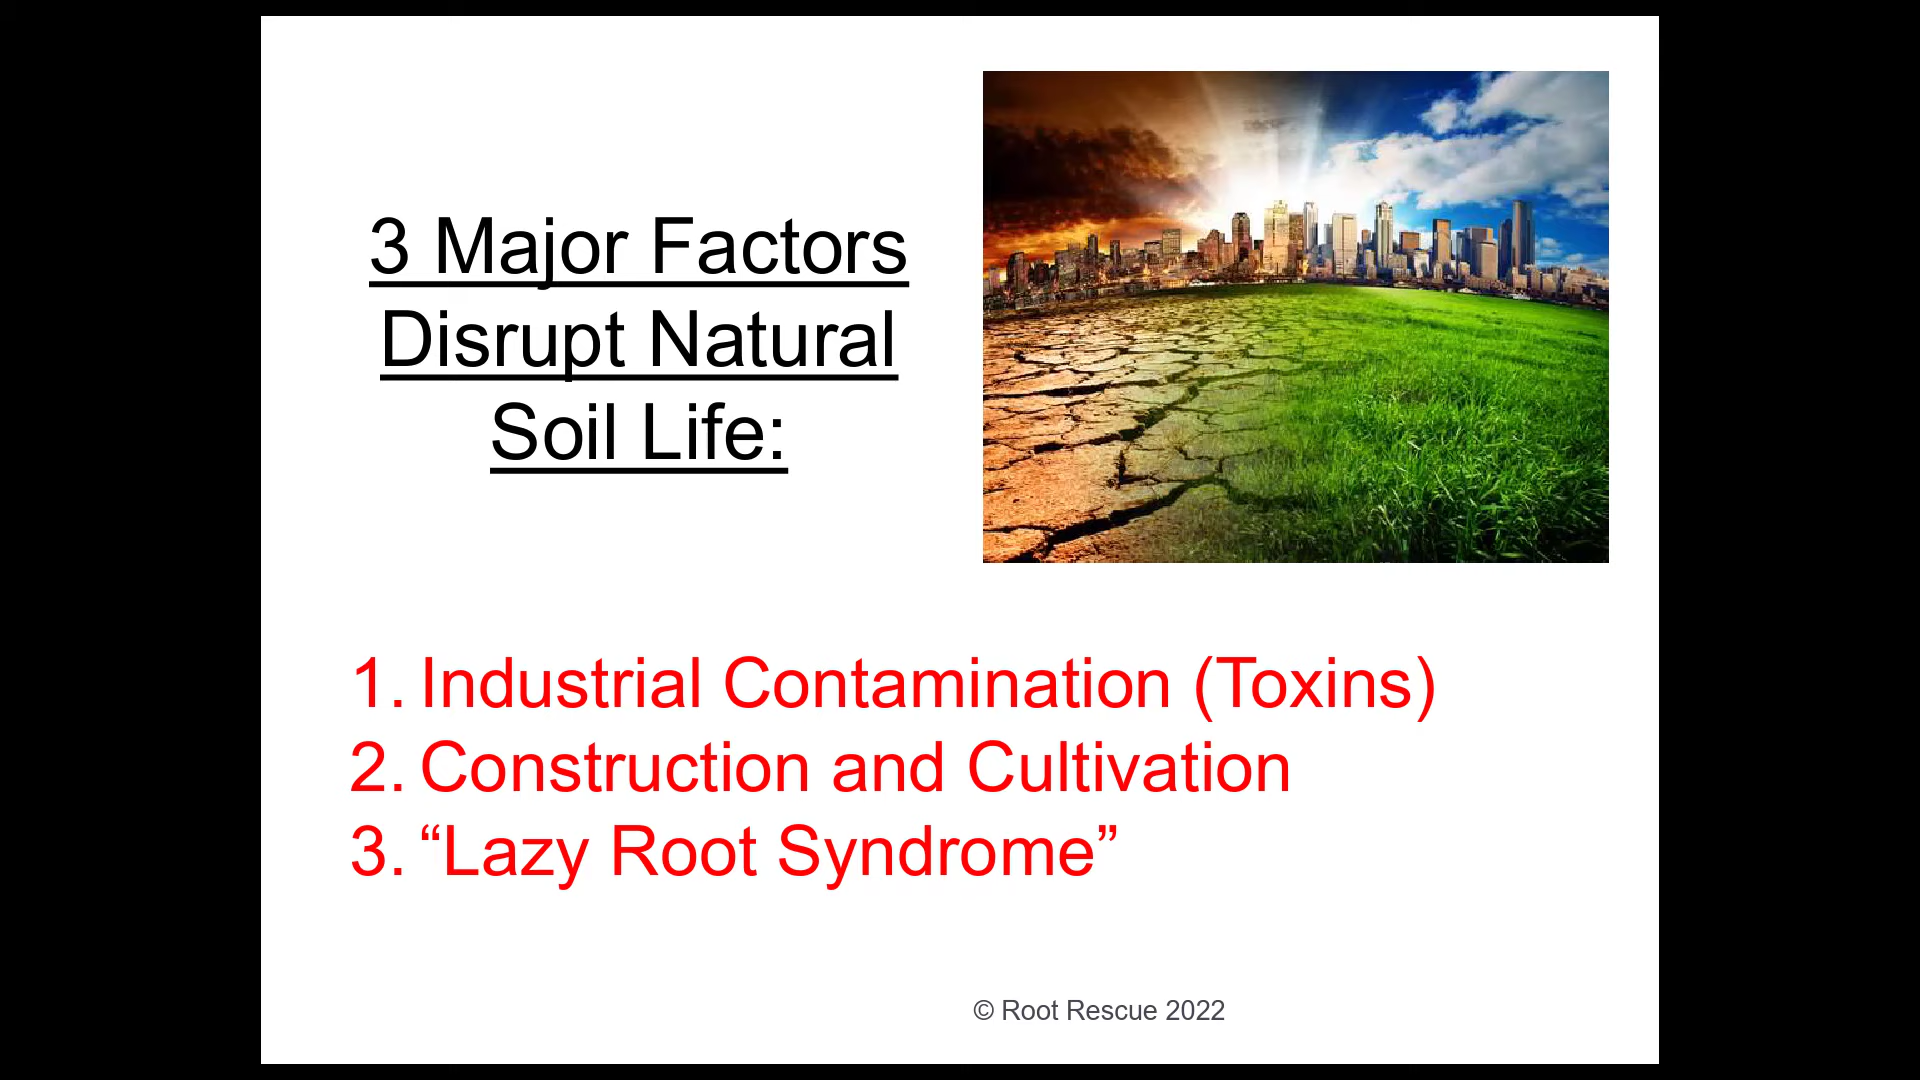 3 Major Factors
Disrupt Natural
Soil Life:
1. Industrial Contamination (Toxins)
2. Construction and Cultivation
3. “Lazy Root Syndrome”
© Root Rescue 2022